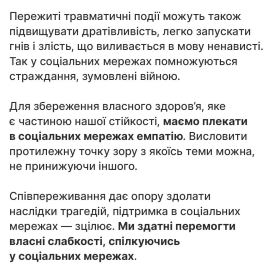 Пережиті травматичні події можуть також
підвищувати дратівливість, легко запускати
гнів і злість, що виливається в мову ненависті.
Так у соціальних мережах помножуються
страждання, зумовлені війною.
Для збереження власного здоров’я, яке
є частиною нашої стійкості, маємо плекати
в соціальних мережах емпатію. Висловити
протилежну точку зору з якоїсь теми можна,
не принижуючи іншого.
Співпереживання дає опору здолати
наслідки трагедій, підтримка в соціальних
мережах — зцілює. Ми здатні перемогти
власні слабкості, спілкуючись
у соціальних мережах.